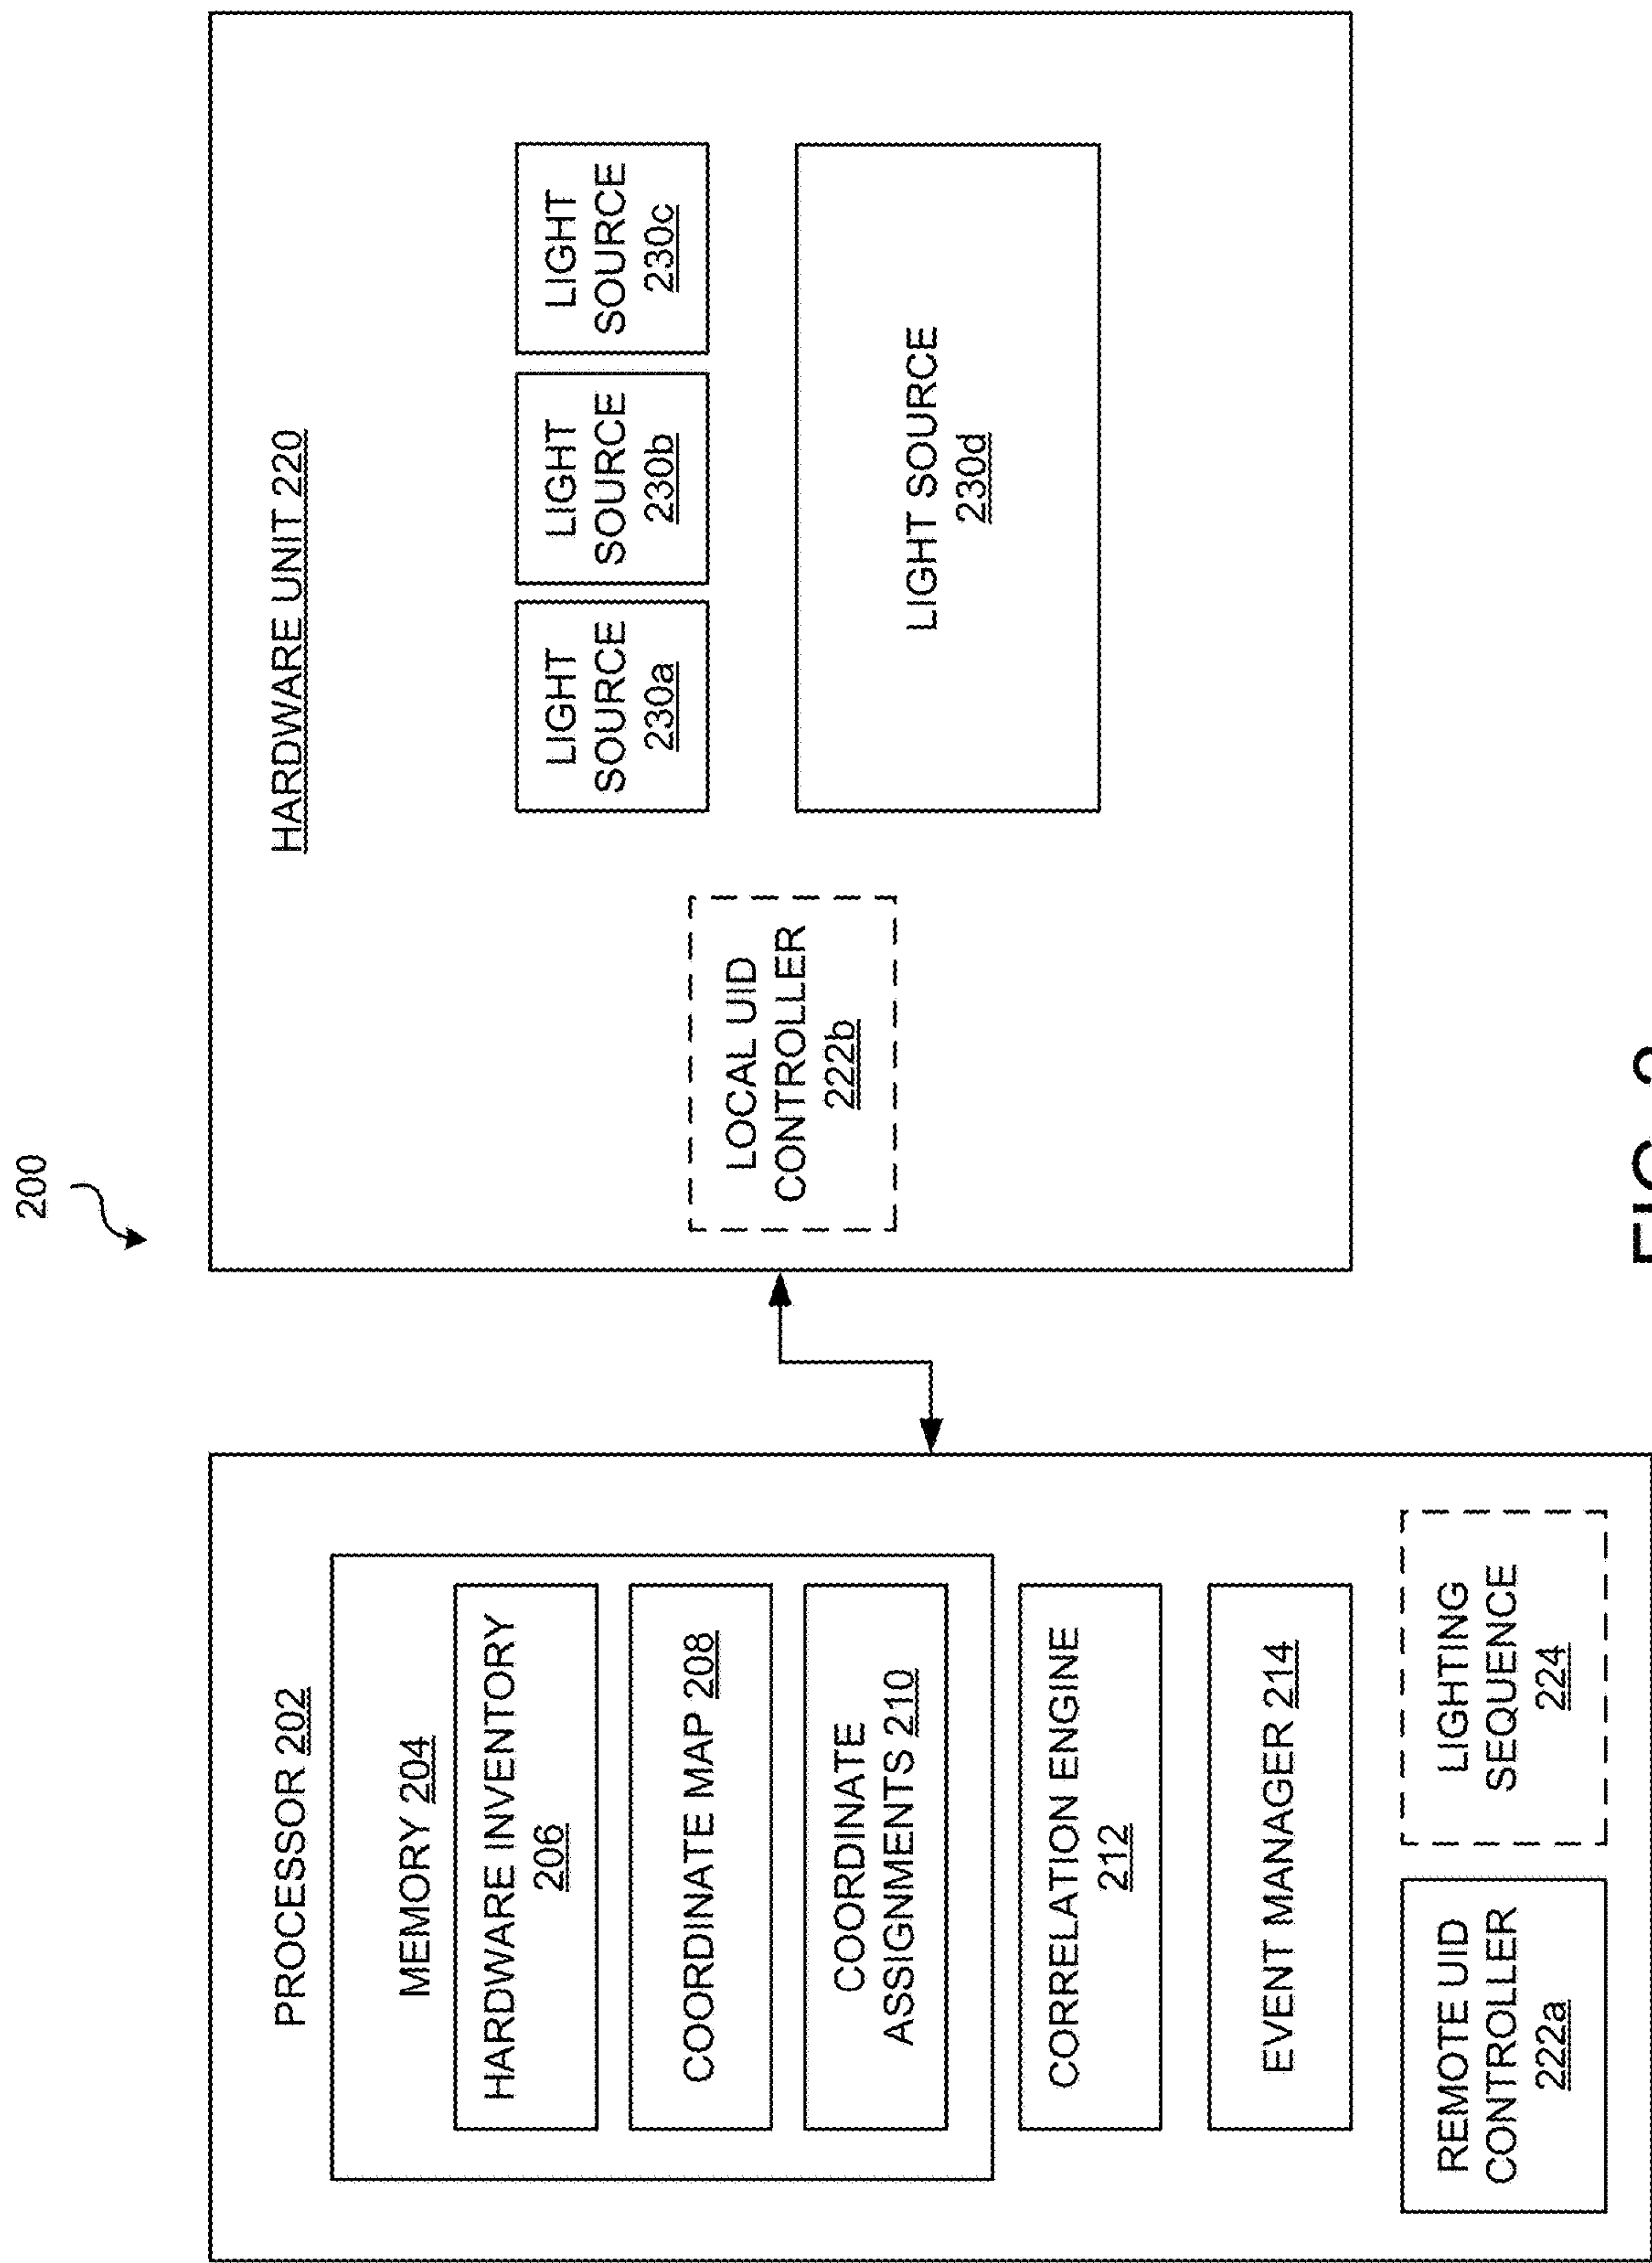 200
PROCESSOR 202
MEMORY 204
HARDWARE INVENTORY
206
COORDINATE MAP 208
COORDINATE
ASSIGNMENTS 210
CORRELATION ENGINE
212
EVENT MANAGER 214
REMOTE UID
CONTROLLER
222a
LIGHTING
SEQUENCE
224
HARDWARE UNIT 220
LOCAL UID
CONTROLLER
222b
LIGHT
SOURCE
230a
LIGHT
SOURCE
230b
LIGHT
SOURCE
230c
LIGHT SOURCE
230d
FIG. 2